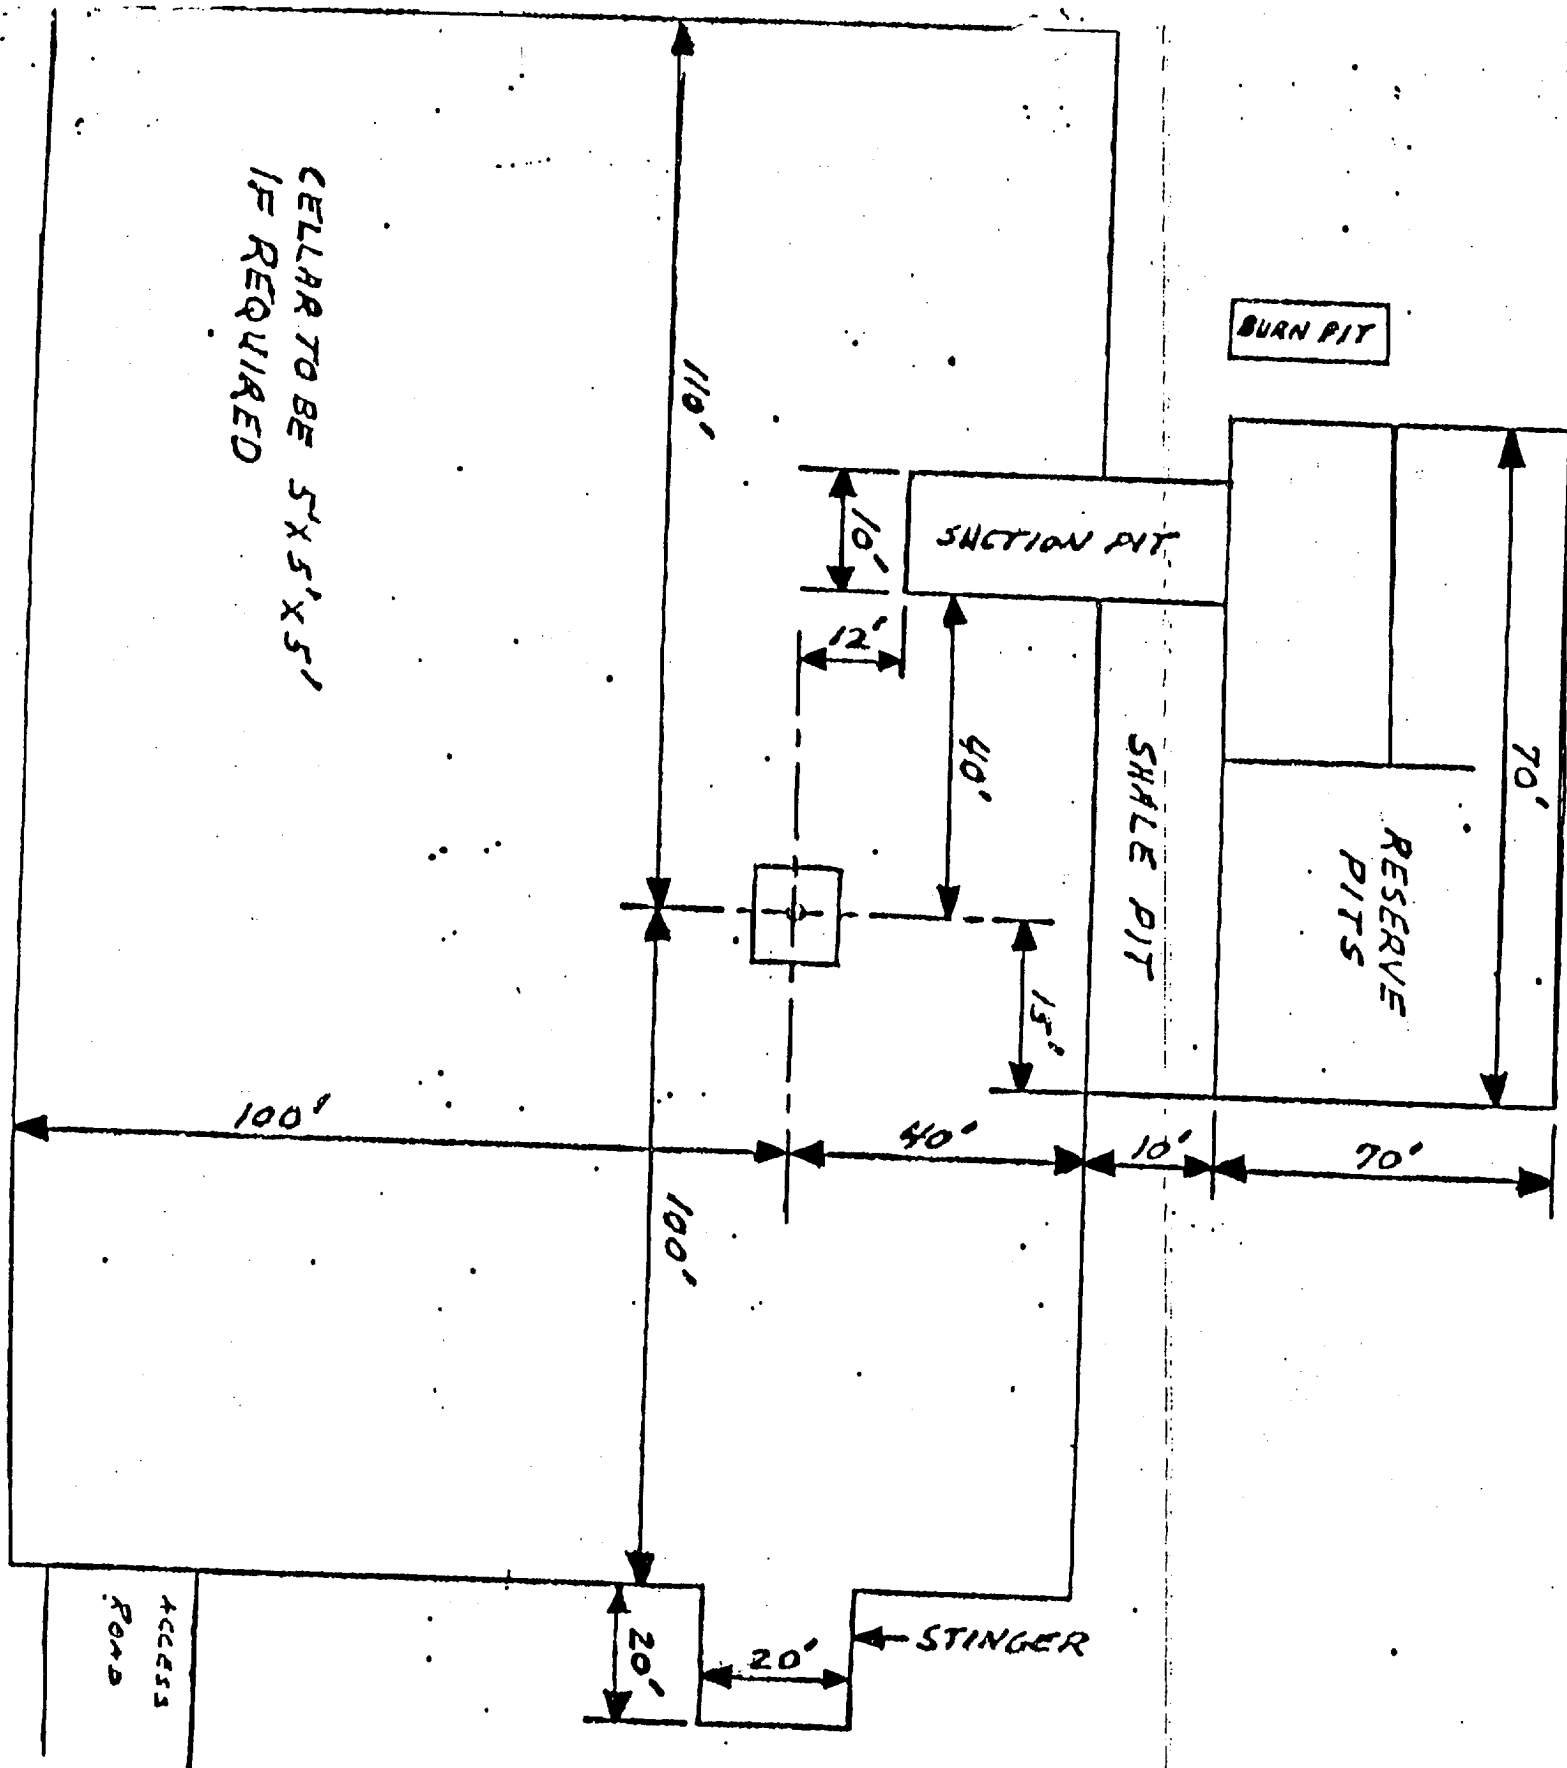 BURN PIT
CELLAR TO BE 5'X5'X5'
IF REQUIRED
110'
10'
SUCTION PIT
12'
40'
SHALE PIT
70'
RESERVE
PITS
15'
100'
40'
10'
70'
100'
STINGER
20'
20'
ACCESS
ROAD